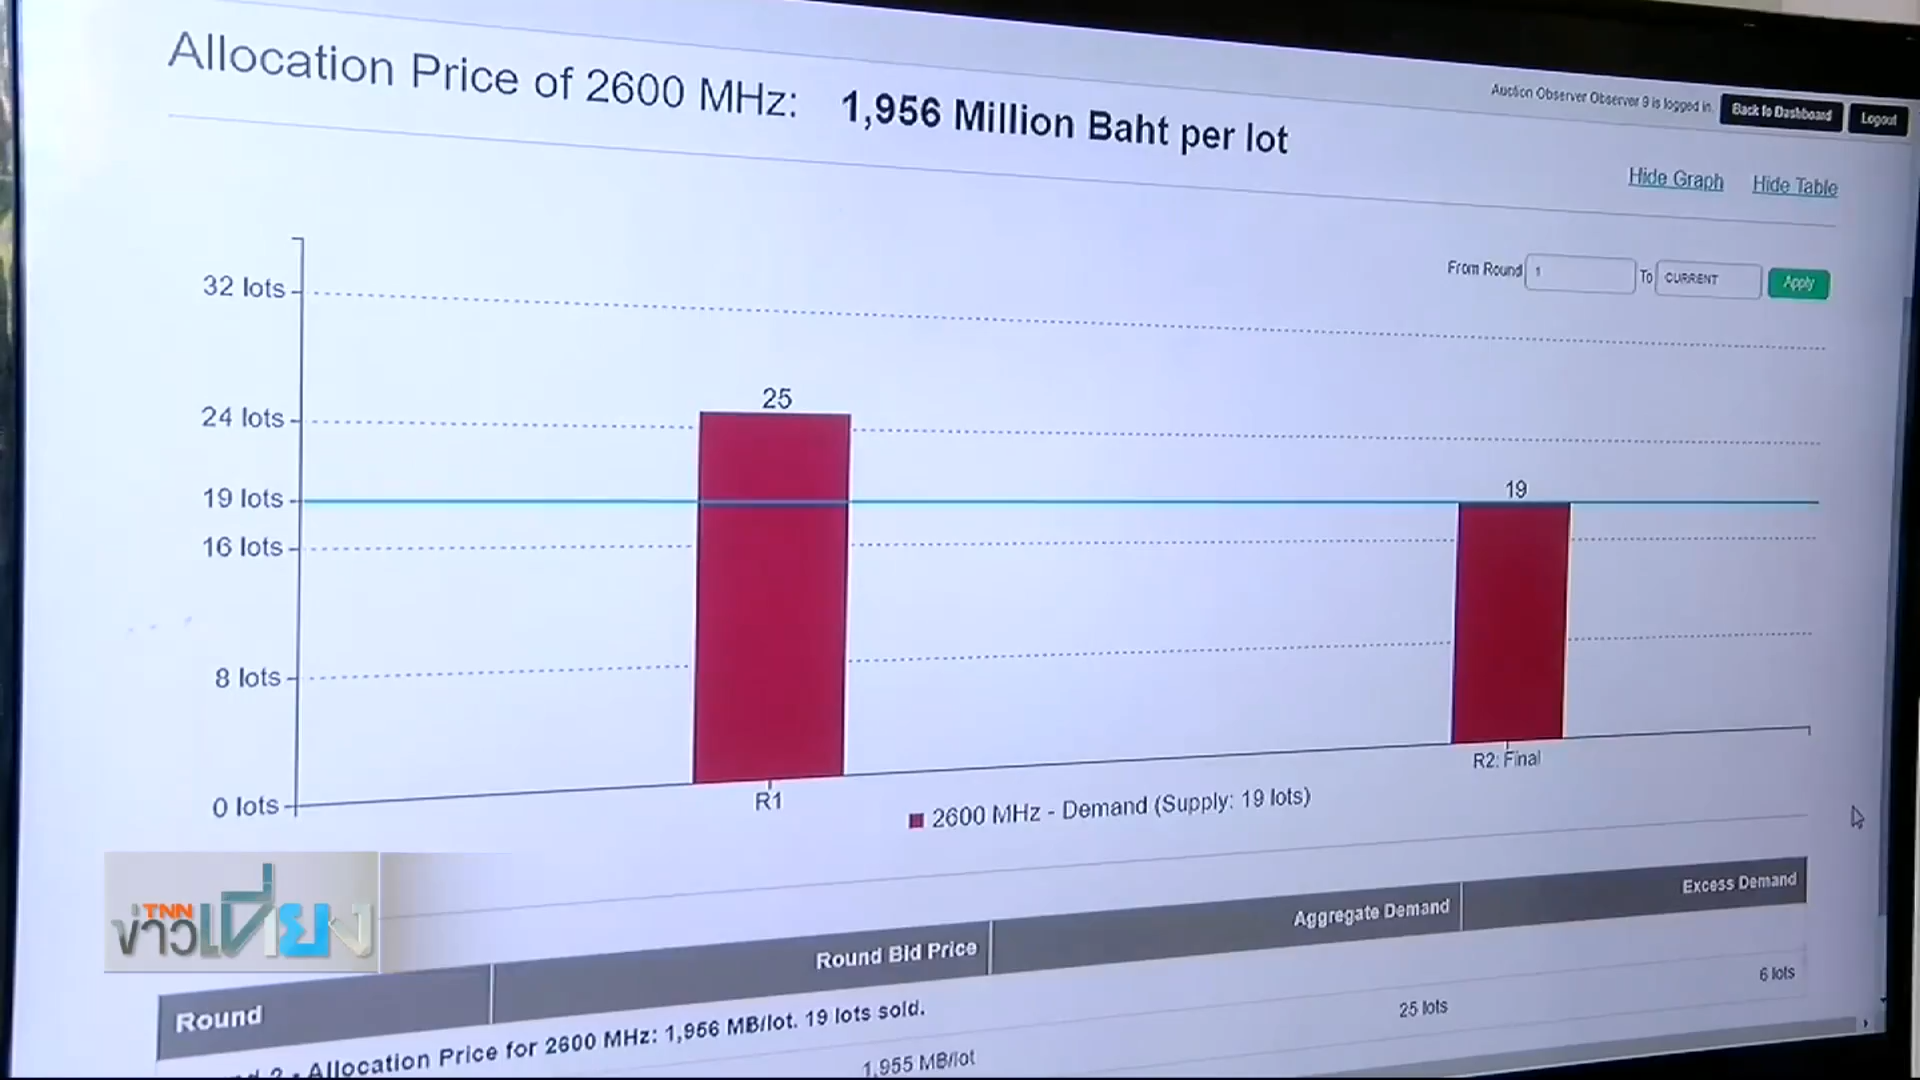 Allocation Price of 2600 MHz: 1,956 Million Baht per lot
Auction Observer Observer 9 is logged in.
Back to Dashboard
Logout
Hide Graph
Hide Table
From Round 1 To CURRENT Apply
32 lots
24 lots
19 lots
16 lots
8 lots
0 lots
25
19
R1
R2: Final
2600 MHz - Demand (Supply: 19 lots)
TNN
ข่าวเที่ยง
Round
Round Bid Price
Aggregate Demand
Excess Demand
2 - Allocation Price for 2600 MHz: 1,956 MB/lot. 19 lots sold.
1,955 MB/lot
25 lots
6 lots